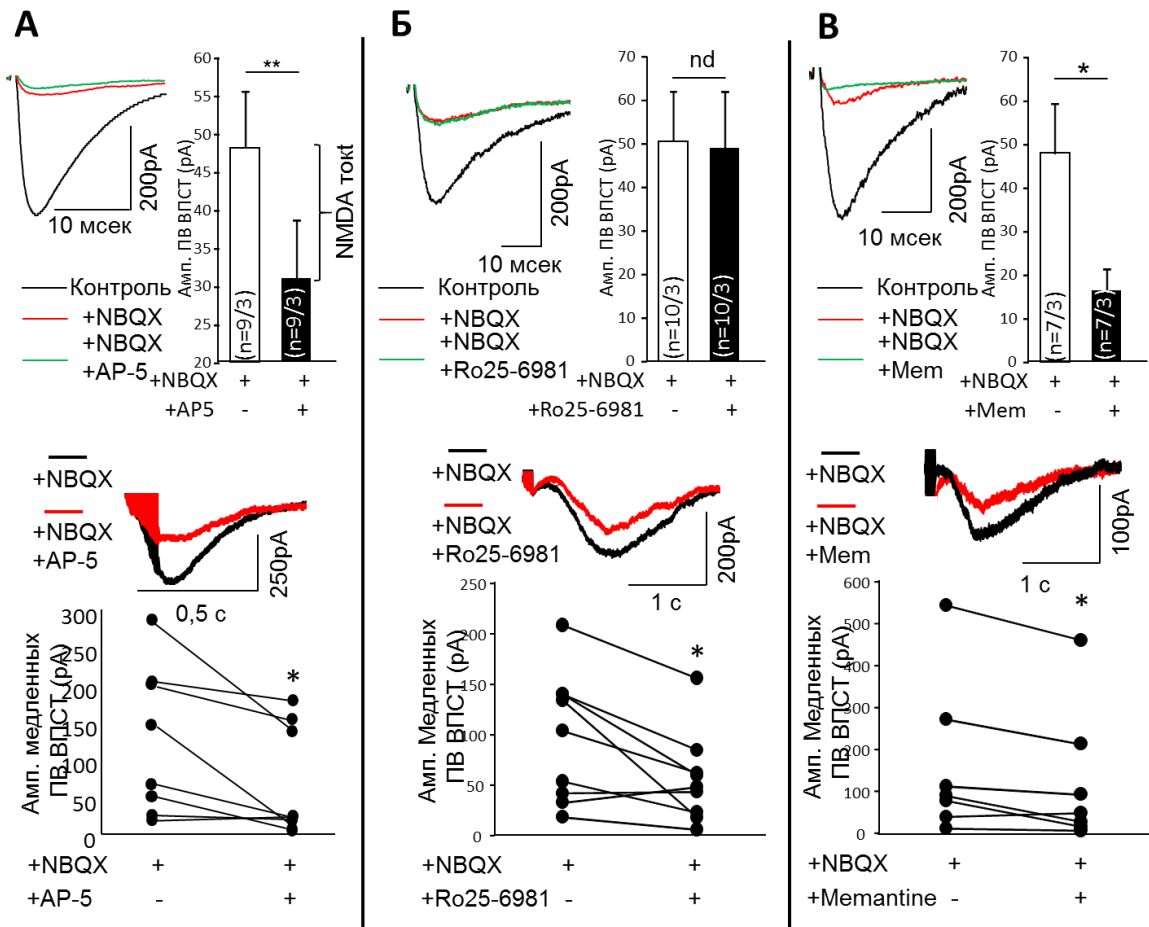 А
60
55
50
45
40
35
30
25
20
Амп. ПВ ВПСТ (pA)
**
NMDA токt
(n=9/3)
(n=9/3)
200pA
10 мсек
Контроль
+NBQX
+NBQX
+AP-5
+NBQX + +
+AP5 - +
+NBQX
+NBQX
+AP-5
250pA
0,5 с
300
250
200
150
100
50
0
Амп. медленных
ПВ ВПСТ (pA)
*
+NBQX + +
+AP-5 - +
Б
70
60
50
40
30
20
10
0
Амп. ПВ ВПСТ (pA)
nd
(n=10/3)
(n=10/3)
200pA
10 мсек
Контроль
+NBQX
+NBQX
+Ro25-6981
+NBQX + +
+Ro25-6981 - +
+NBQX
+NBQX
+Ro25-6981
200pA
1 с
250
200
150
100
50
0
Амп. Медленных
ПВ ВПСТ (pA)
*
+NBQX + +
+Ro25-6981 - +
В
70
60
50
40
30
20
10
0
Амп. ПВ ВПСТ (pA)
*
(n=7/3)
(n=7/3)
200pA
10 мсек
Контроль
+NBQX
+NBQX
+Mem
+NBQX + +
+Mem - +
+NBQX
+NBQX
+Mem
100pA
1 с
600
500
400
300
200
100
0
Амп. Медленных
ПВ ВПСТ (pA)
*
+NBQX + +
+Memantine - +